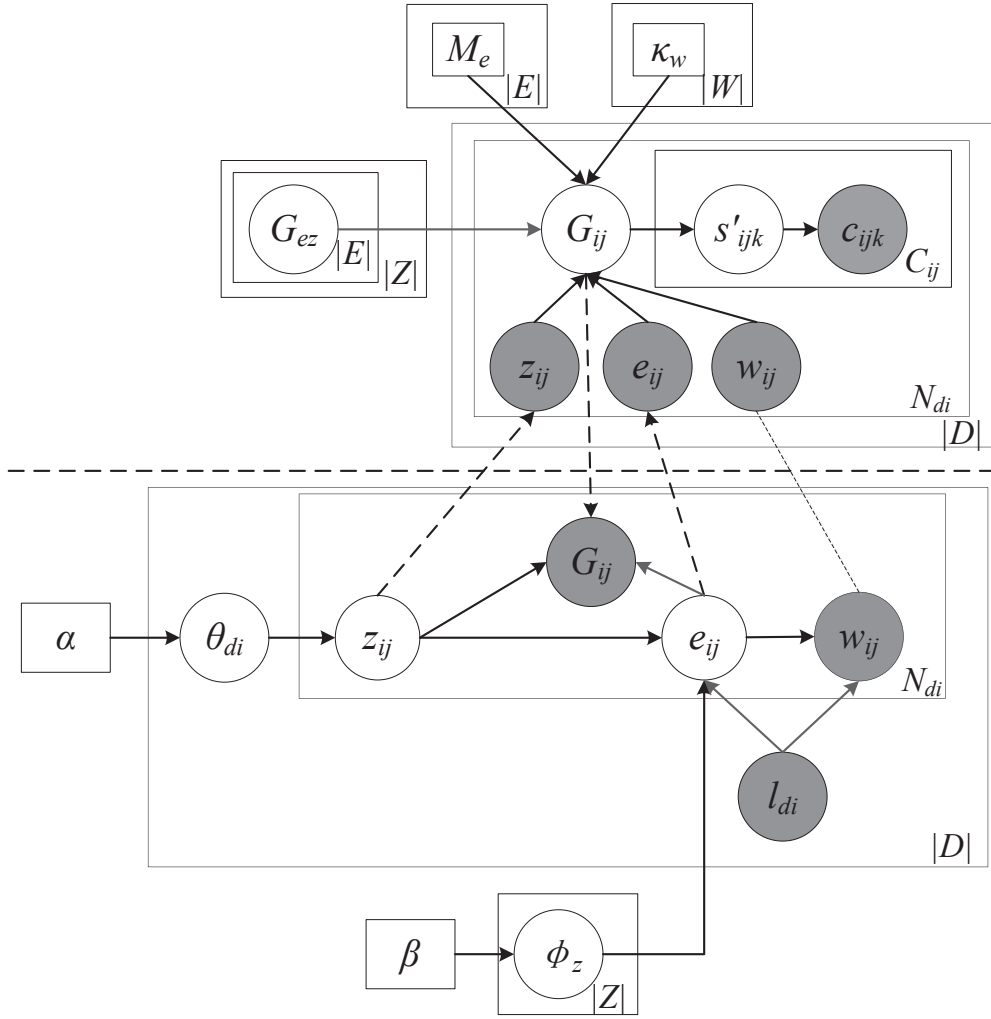 M_e
|E|
κ_w
|W|
G_ez
|E|
|Z|
G_ij
s'_ijk
c_ijk
C_ij
z_ij
e_ij
w_ij
N_di
|D|
G_ij
α
θ_di
z_ij
e_ij
w_ij
N_di
l_di
|D|
β
ϕ_z
|Z|